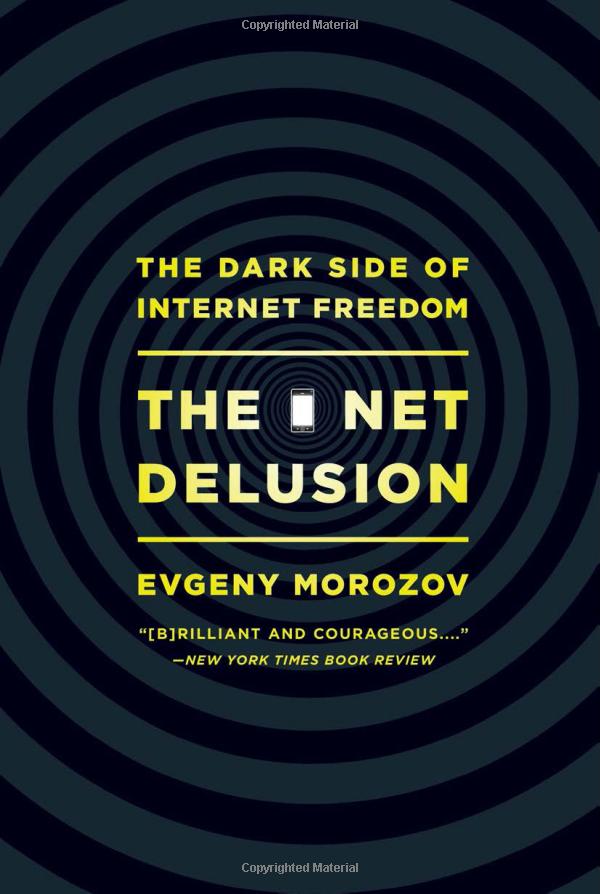 Copyrighted Material
THE DARK SIDE OF
INTERNET FREEDOM
THE NET
DELUSION
EVGENY MOROZOV
“[B]RILLIANT AND COURAGEOUS....”
—NEW YORK TIMES BOOK REVIEW
Copyrighted Material